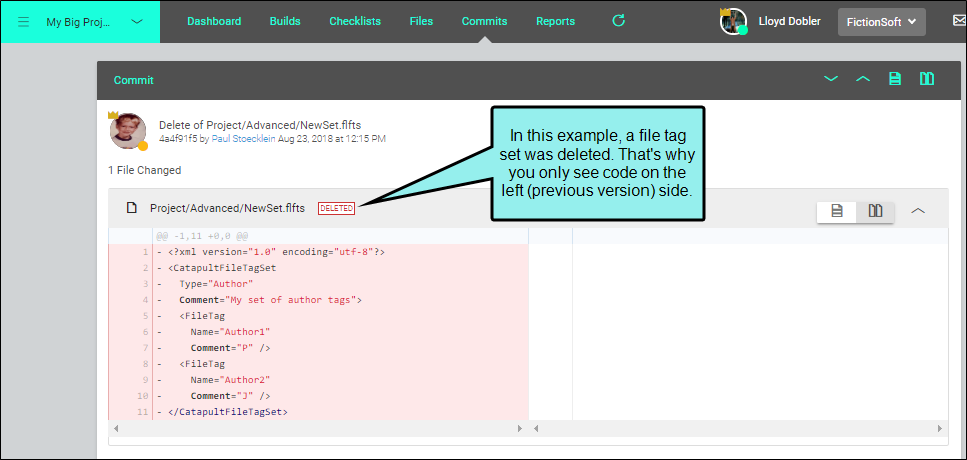 My Big Proj... Dashboard Builds Checklists Files Commits Reports Lloyd Dobler FictionSoft
Commit
Delete of Project/Advanced/NewSet.flfts
4a4f91f5 by Paul Stoecklein Aug 23, 2018 at 12:15 PM
1 File Changed
In this example, a file tag
set was deleted. That's why
you only see code on the
left (previous version) side.
Project/Advanced/NewSet.flfts DELETED
@@ -1,11 +0,0 @@
1 - <?xml version="1.0" encoding="utf-8"?>
2 - <CatapultFileTagSet
3 -   Type="Author"
4 -   Comment="My set of author tags">
5 -   <FileTag
6 -     Name="Author1"
7 -     Comment="P" />
8 -   <FileTag
9 -     Name="Author2"
10 -     Comment="J" />
11 - </CatapultFileTagSet>